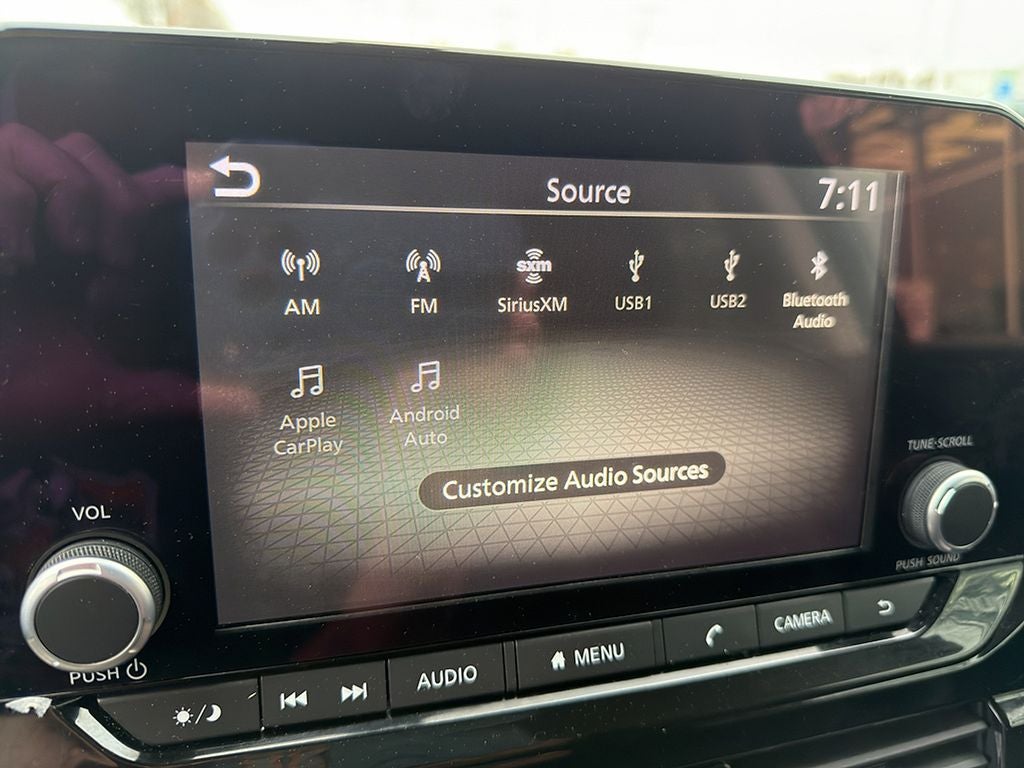 Source
7:11
AM
FM
sxm
SiriusXM
USB1
USB2
Bluetooth
Audio
Apple
CarPlay
Android
Auto
Customize Audio Sources
VOL
PUSH
TUNE·SCROLL
PUSH SOUND
AUDIO
MENU
CAMERA